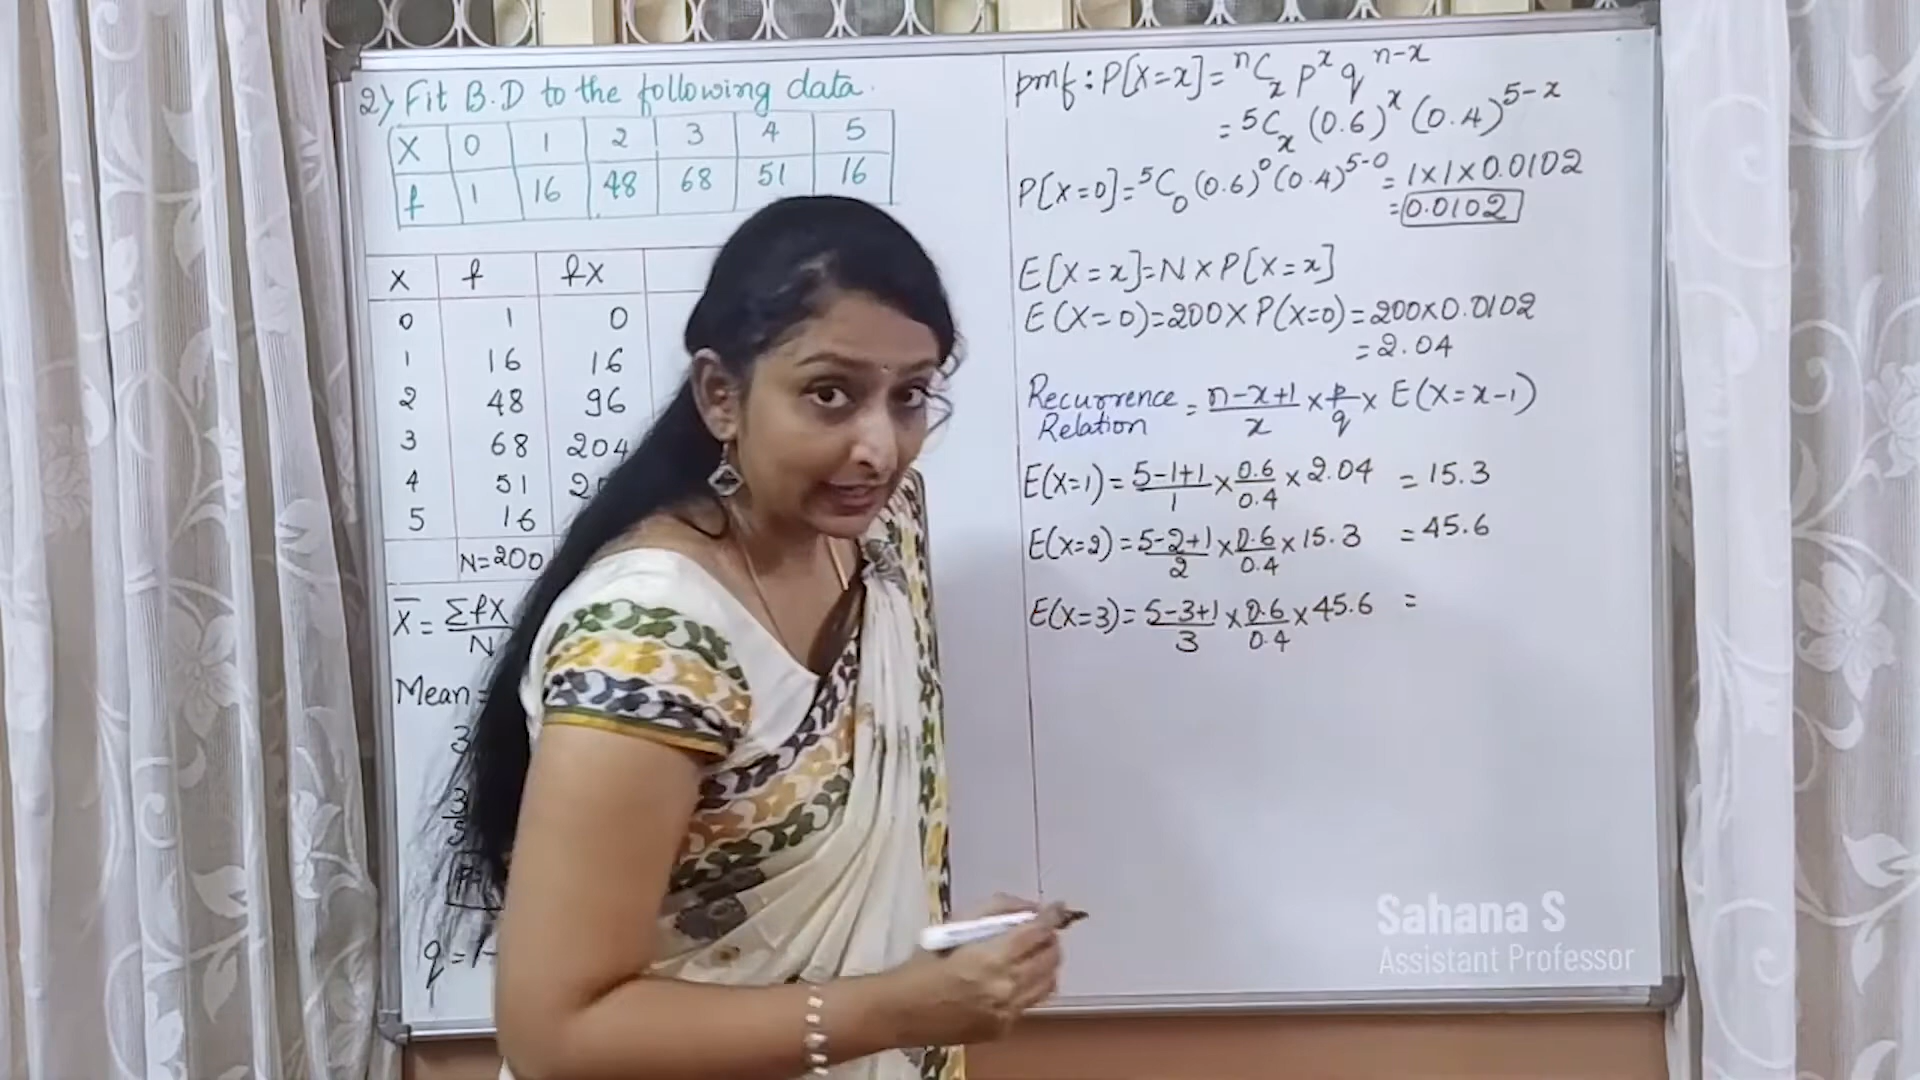 2) Fit B.D to the following data.
X 0 1 2 3 4 5
f 1 16 48 68 51 16
X f fX
0 1 0
1 16 16
2 48 96
3 68 204
4 51
5 16
N=200
X̄ = ΣfX/N
Mean =
q = 1-
pmf: P[X=x] = ⁿCₓ pˣ qⁿ⁻ˣ
= ⁵Cₓ (0.6)ˣ (0.4)⁵⁻ˣ
P[X=0] = ⁵C₀ (0.6)⁰ (0.4)⁵⁻⁰ = 1×1×0.0102
= 0.0102
E[X=x] = N×P[X=x]
E(X=0) = 200×P(X=0) = 200×0.0102
= 2.04
Recurrence Relation = n-x+1/x × p/q × E(X=x-1)
E(X=1) = 5-1+1/1 × 0.6/0.4 × 2.04 = 15.3
E(X=2) = 5-2+1/2 × 0.6/0.4 × 15.3 = 45.6
E(X=3) = 5-3+1/3 × 0.6/0.4 × 45.6 =
Sahana S
Assistant Professor